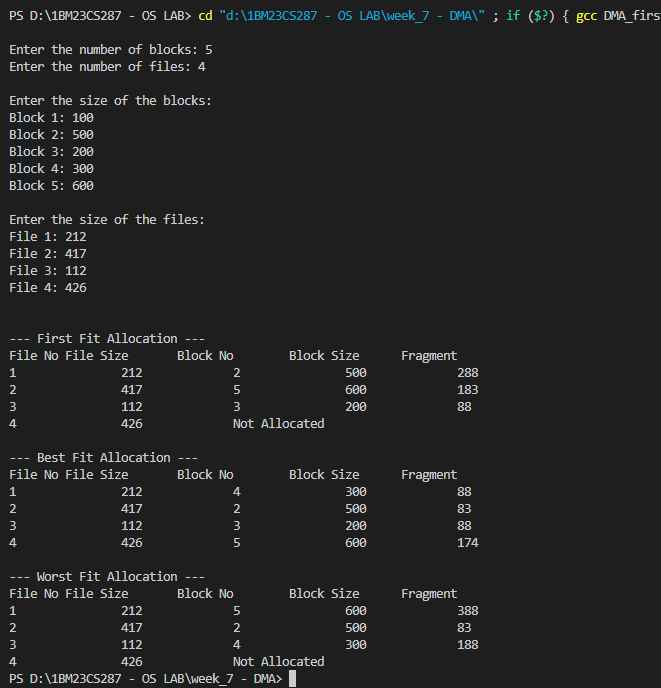 PS D:\1BM23CS287 - OS LAB> cd "d:\1BM23CS287 - OS LAB\week_7 - DMA\" ; if ($?) { gcc DMA_firs
Enter the number of blocks: 5
Enter the number of files: 4
Enter the size of the blocks:
Block 1: 100
Block 2: 500
Block 3: 200
Block 4: 300
Block 5: 600
Enter the size of the files:
File 1: 212
File 2: 417
File 3: 112
File 4: 426
--- First Fit Allocation ---
File No File Size Block No Block Size Fragment
1 212 2 500 288
2 417 5 600 183
3 112 3 200 88
4 426 Not Allocated
--- Best Fit Allocation ---
File No File Size Block No Block Size Fragment
1 212 4 300 88
2 417 2 500 83
3 112 3 200 88
4 426 5 600 174
--- Worst Fit Allocation ---
File No File Size Block No Block Size Fragment
1 212 5 600 388
2 417 2 500 83
3 112 4 300 188
4 426 Not Allocated
PS D:\1BM23CS287 - OS LAB\week_7 - DMA>